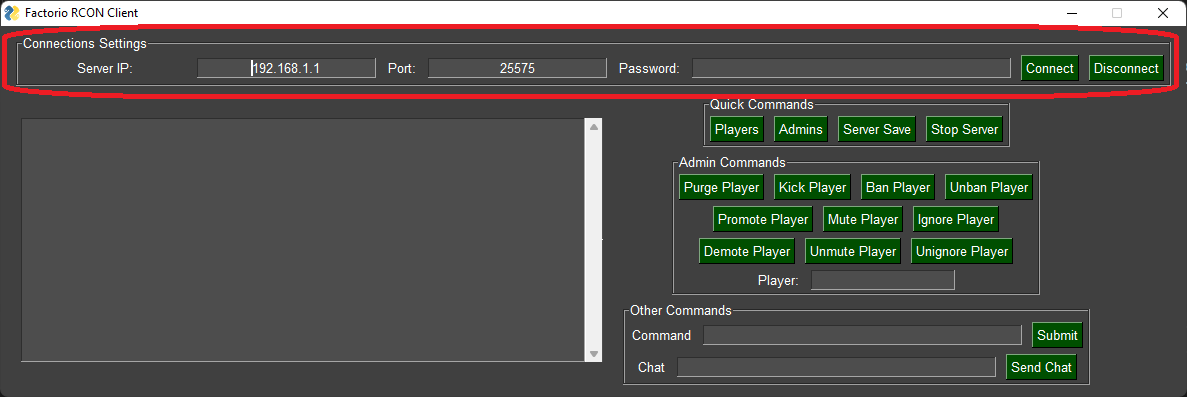 Factorio RCON Client
Connections Settings
Server IP: 192.168.1.1 Port: 25575 Password: Connect Disconnect
Quick Commands
Players Admins Server Save Stop Server
Admin Commands
Purge Player Kick Player Ban Player Unban Player
Promote Player Mute Player Ignore Player
Demote Player Unmute Player Unignore Player
Player:
Other Commands
Command Submit
Chat Send Chat